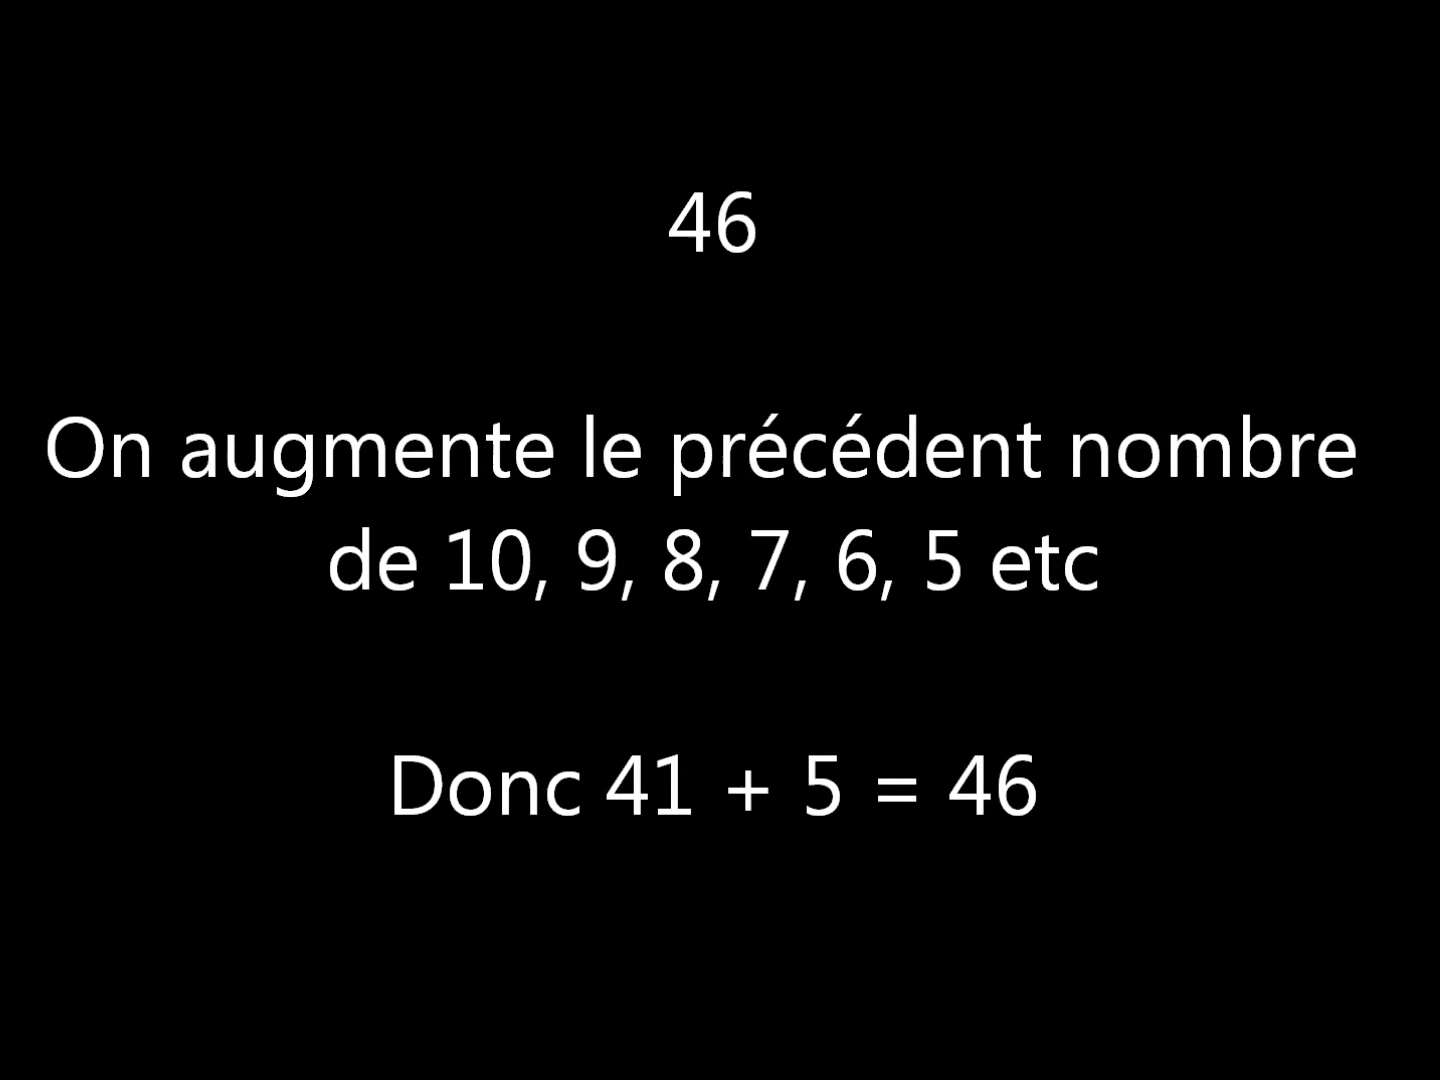 46
On augmente le précédent nombre
de 10, 9, 8, 7, 6, 5 etc
Donc 41 + 5 = 46